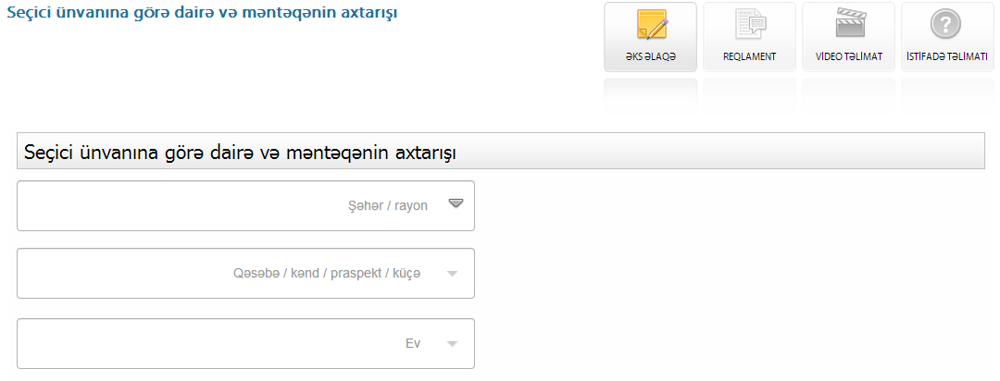 Seçici ünvanına görə dairə və məntəqənin axtarışı
ƏKS ƏLAQƏ
REQLAMENT
VİDEO TƏLİMAT
İSTİFADƏ TƏLİMATI
Seçici ünvanına görə dairə və məntəqənin axtarışı
Şəhər / rayon
Qəsəbə / kənd / praspekt / küçə
Ev